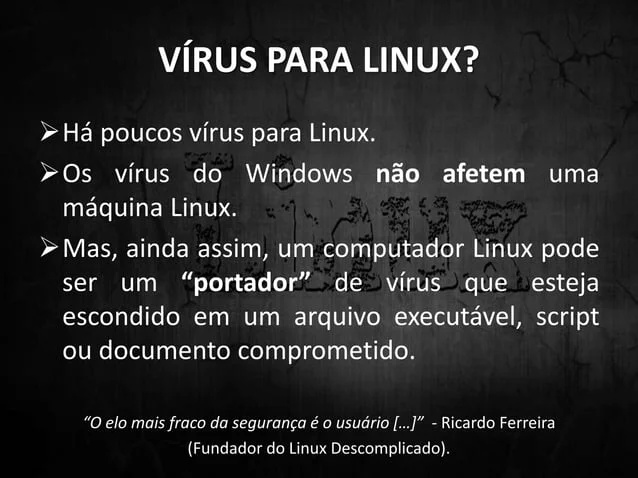 VÍRUS PARA LINUX?
➢Há poucos vírus para Linux.
➢Os vírus do Windows não afetem uma
máquina Linux.
➢Mas, ainda assim, um computador Linux pode
ser um “portador” de vírus que esteja
escondido em um arquivo executável, script
ou documento comprometido.
Linux
“O elo mais fraco da segurança é o usuário [...]” - Ricardo Ferreira
(Fundador do Linux Descomplicado).